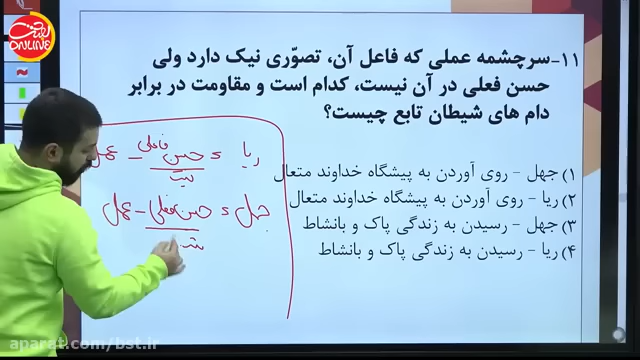 ۱۱- سرچشمه عملی که فاعل آن، تصوّری نیک دارد ولی
حسن فعلی در آن نیست، کدام است و مقاومت در برابر
دام های شیطان تابع چیست؟
۱) جهل - روی آوردن به پیشگاه خداوند متعال
۲) ریا - روی آوردن به پیشگاه خداوند متعال
۳) جهل - رسیدن به زندگی پاک و بانشاط
۴) ریا - رسیدن به زندگی پاک و بانشاط
ریا حسن فاعلی - عمل
نیت
جهل حسن فعلی - عمل
ONLINE
aparat.com/bst.ir